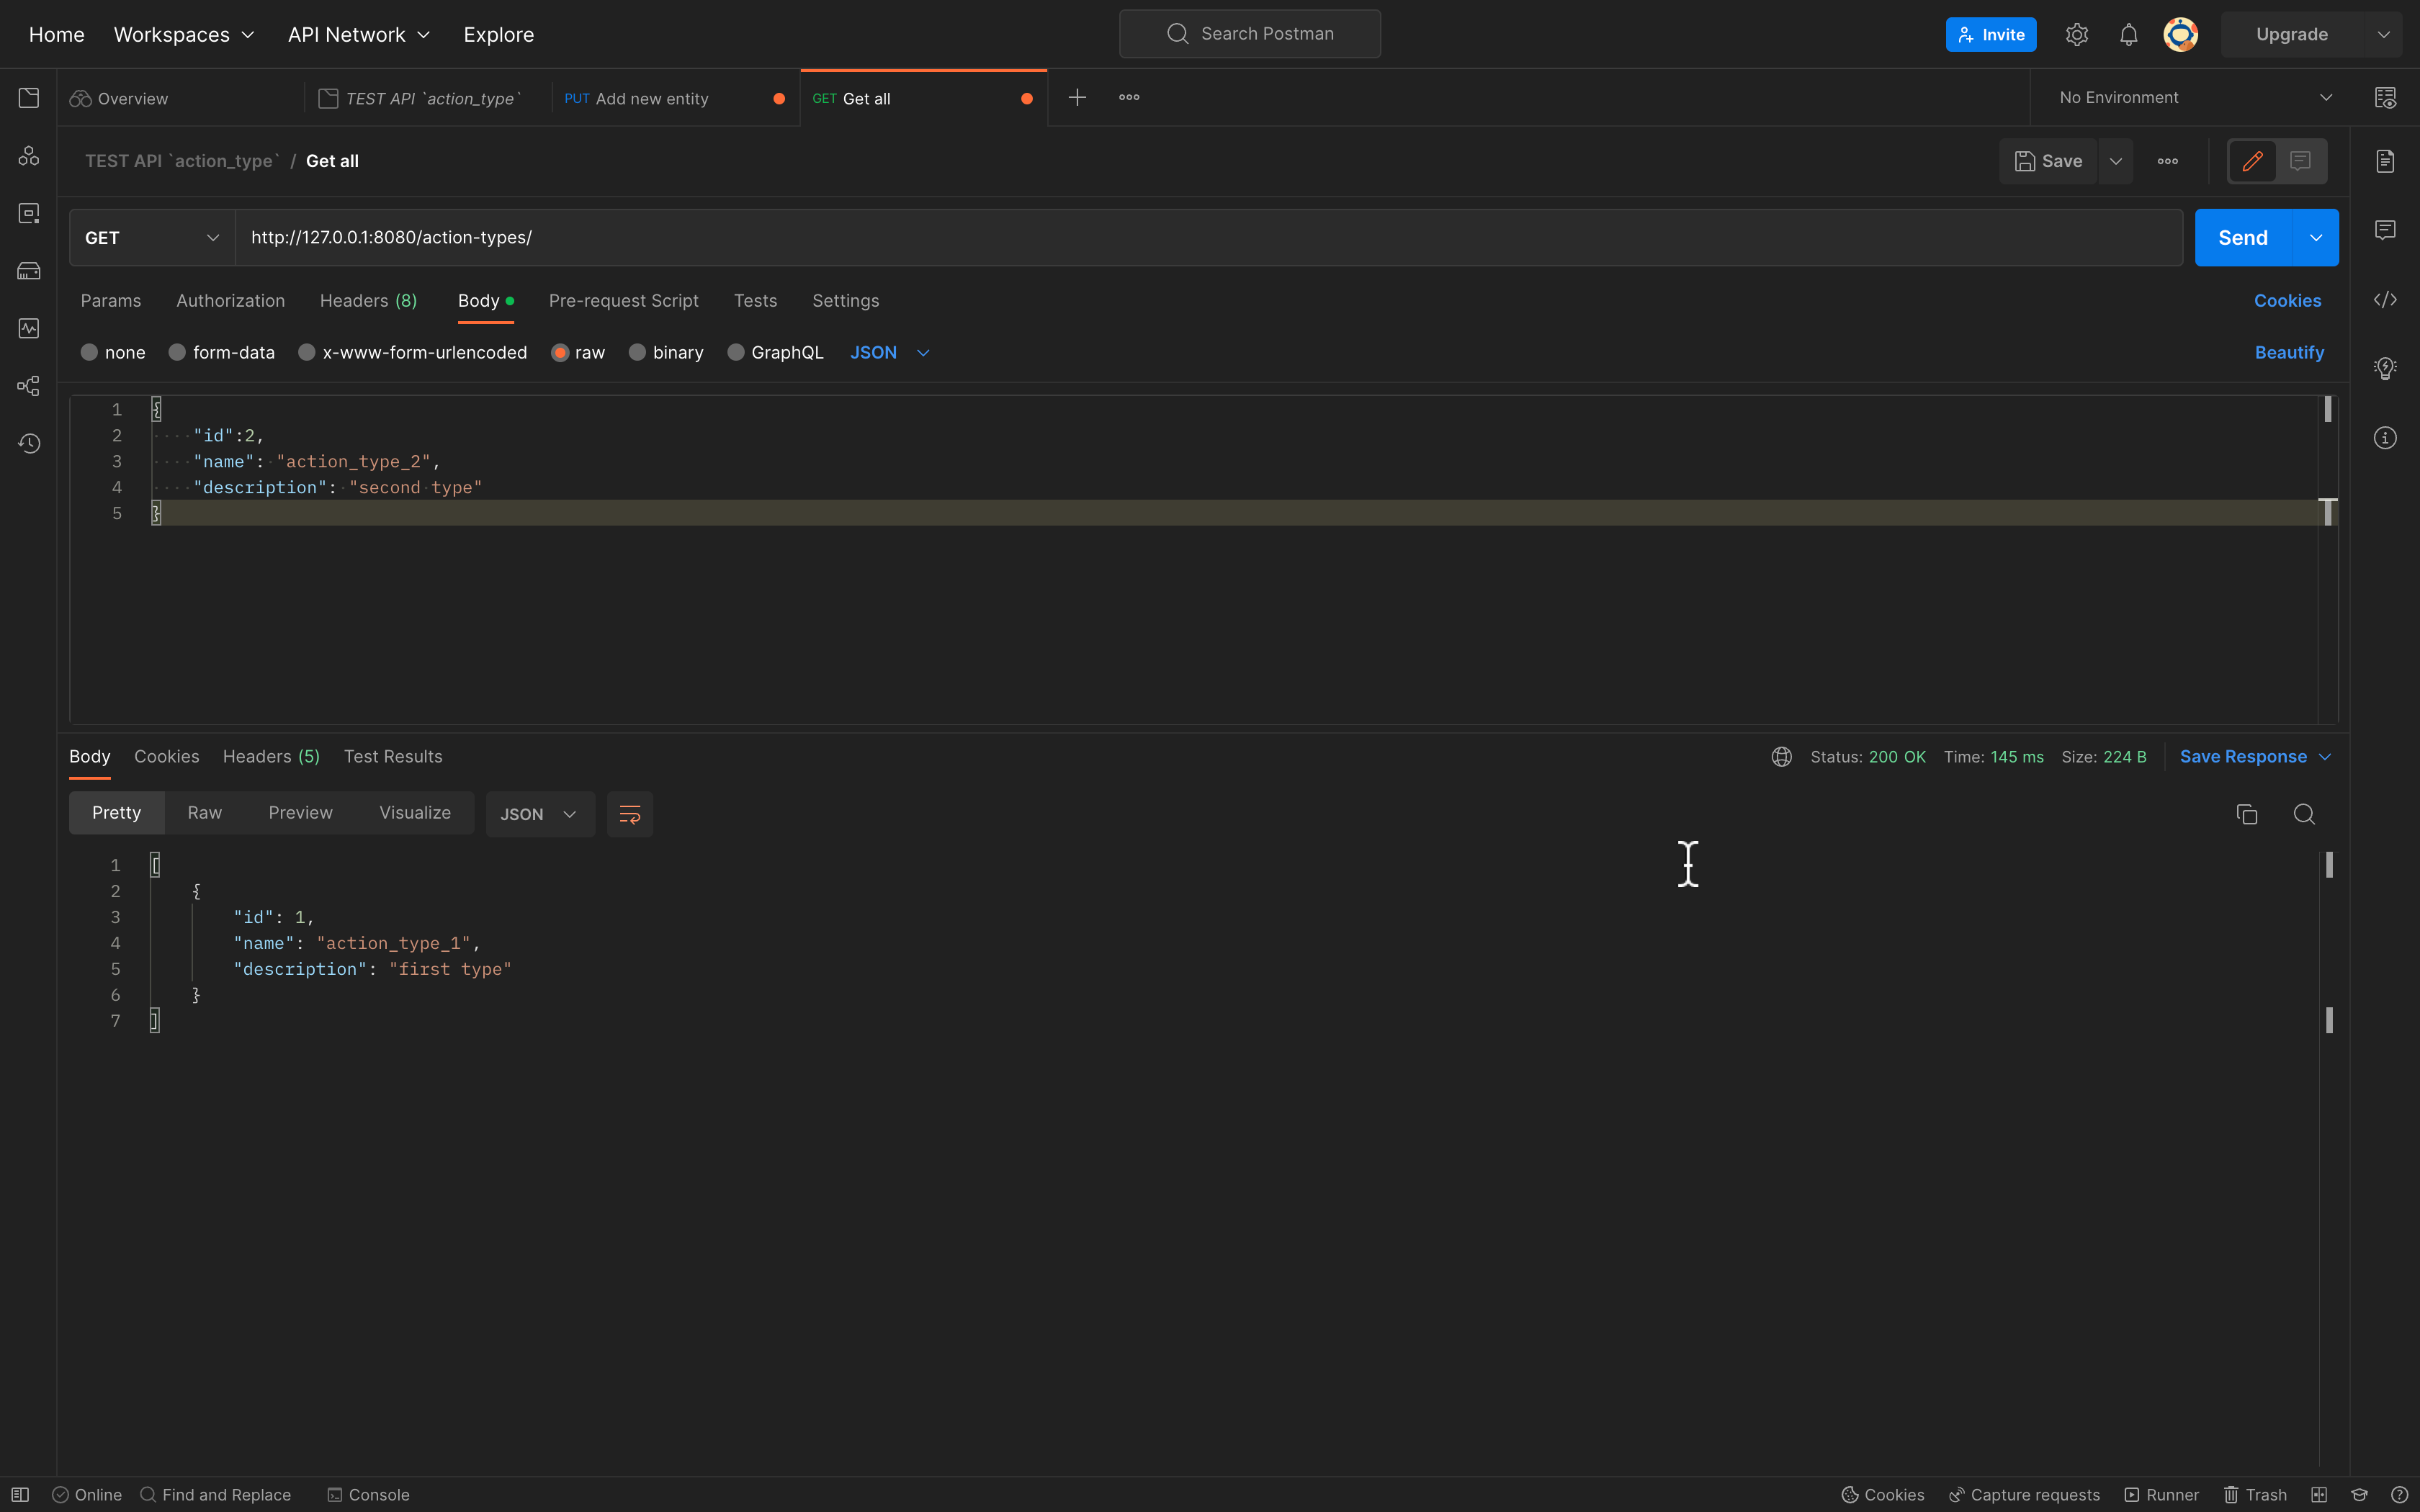 Home Workspaces API Network Explore Search Postman Invite Upgrade
Overview TEST API `action_type` PUT Add new entity GET Get all No Environment
TEST API `action_type` / Get all Save
GET http://127.0.0.1:8080/action-types/ Send
Params Authorization Headers (8) Body Pre-request Script Tests Settings Cookies
none form-data x-www-form-urlencoded raw binary GraphQL JSON Beautify
1 {
2 "id":2,
3 "name": "action_type_2",
4 "description": "second type"
5 }
Body Cookies Headers (5) Test Results Status: 200 OK Time: 145 ms Size: 224 B Save Response
Pretty Raw Preview Visualize JSON
1 [
2 {
3 "id": 1,
4 "name": "action_type_1",
5 "description": "first type"
6 }
7 ]
Online Find and Replace Console Cookies Capture requests Runner Trash